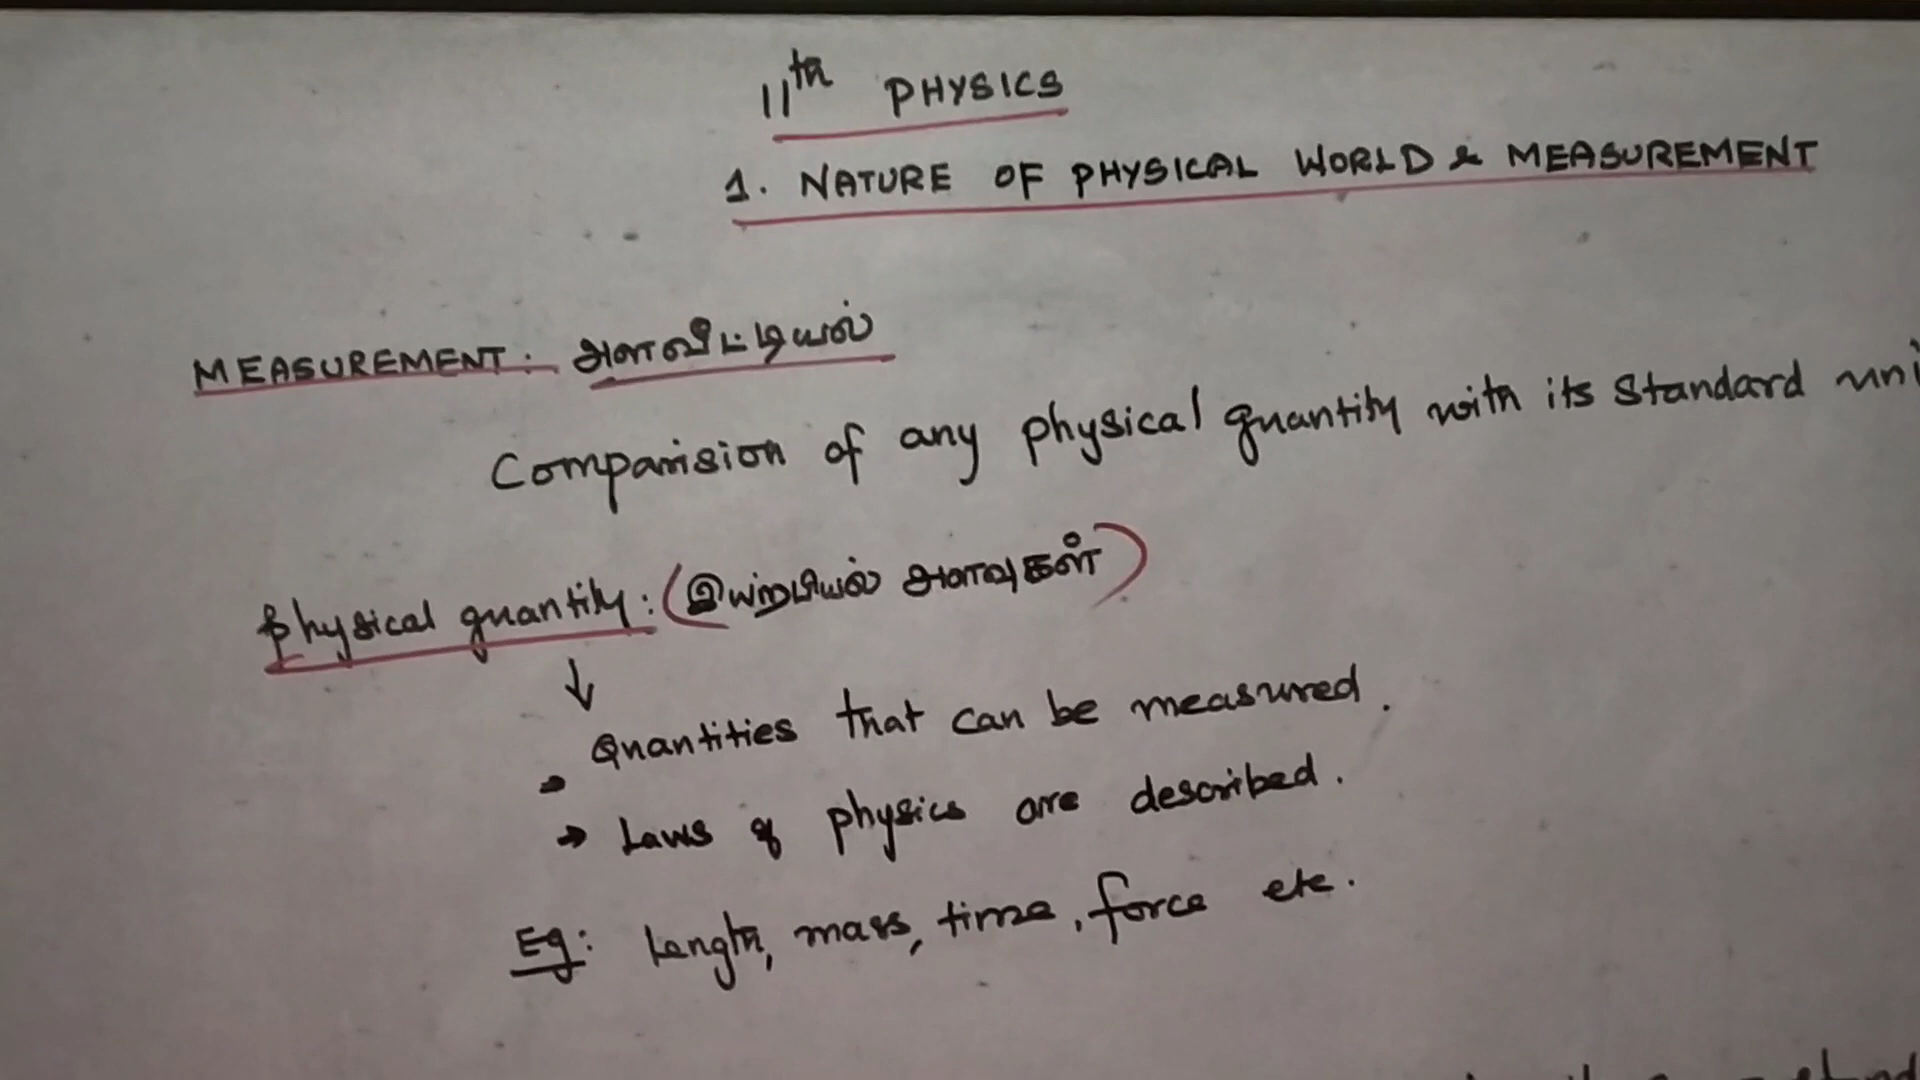 11th PHYSICS
1. NATURE OF PHYSICAL WORLD & MEASUREMENT
MEASUREMENT: அளவீட்டியல்
Comparision of any physical quantity with its standard uni
Physical quantity: (இயற்பியல் அளவுகள்)
↓
Quantities that can be measured.
→ Laws of physics are described.
Eg: Length, mass, time, force etc.